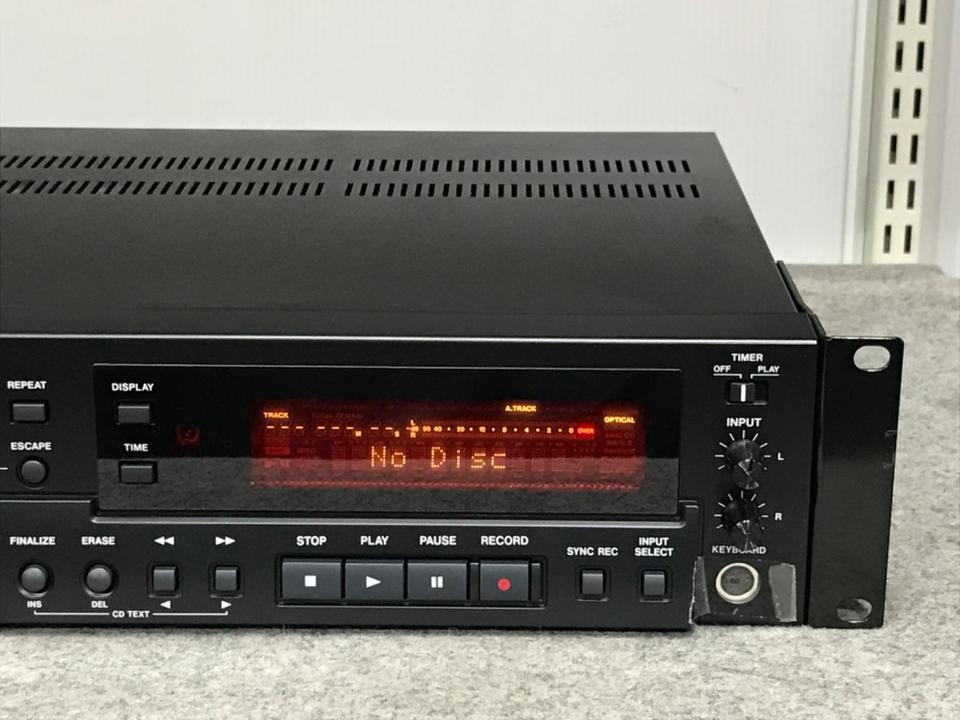 TIMER
OFF PLAY
REPEAT
DISPLAY
TRACK
A.TRACK
OPTICAL
INPUT
L
ESCAPE
TIME
No Disc
R
FINALIZE
ERASE
STOP
PLAY
PAUSE
RECORD
SYNC REC
INPUT
SELECT
KEYBOARD
INS
DEL
CD TEXT